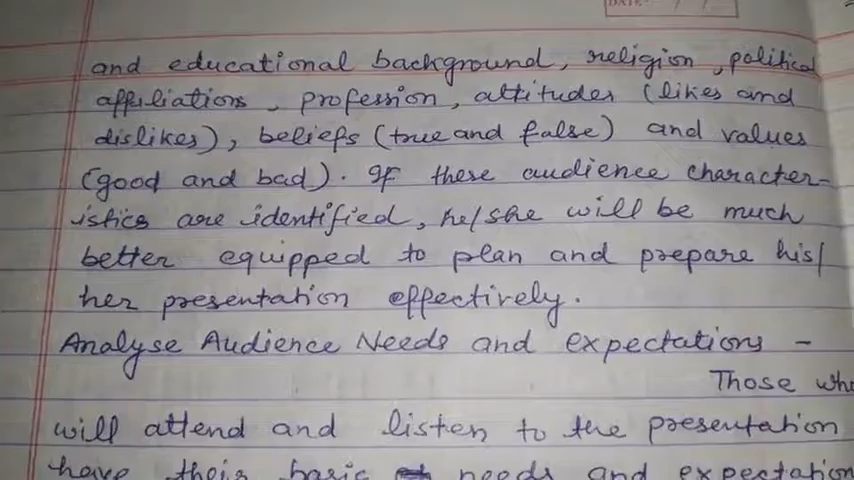 DATE
and educational background, religion, political
affiliations, profession, attitudes (likes and
dislikes), beliefs (true and false) and values
(good and bad). If these audience character-
istics are identified, he/she will be much
better equipped to plan and prepare his/
her presentation effectively.
Analyse Audience Needs and expectations -
Those who
will attend and listen to the presentation
have their basic needs and expectation